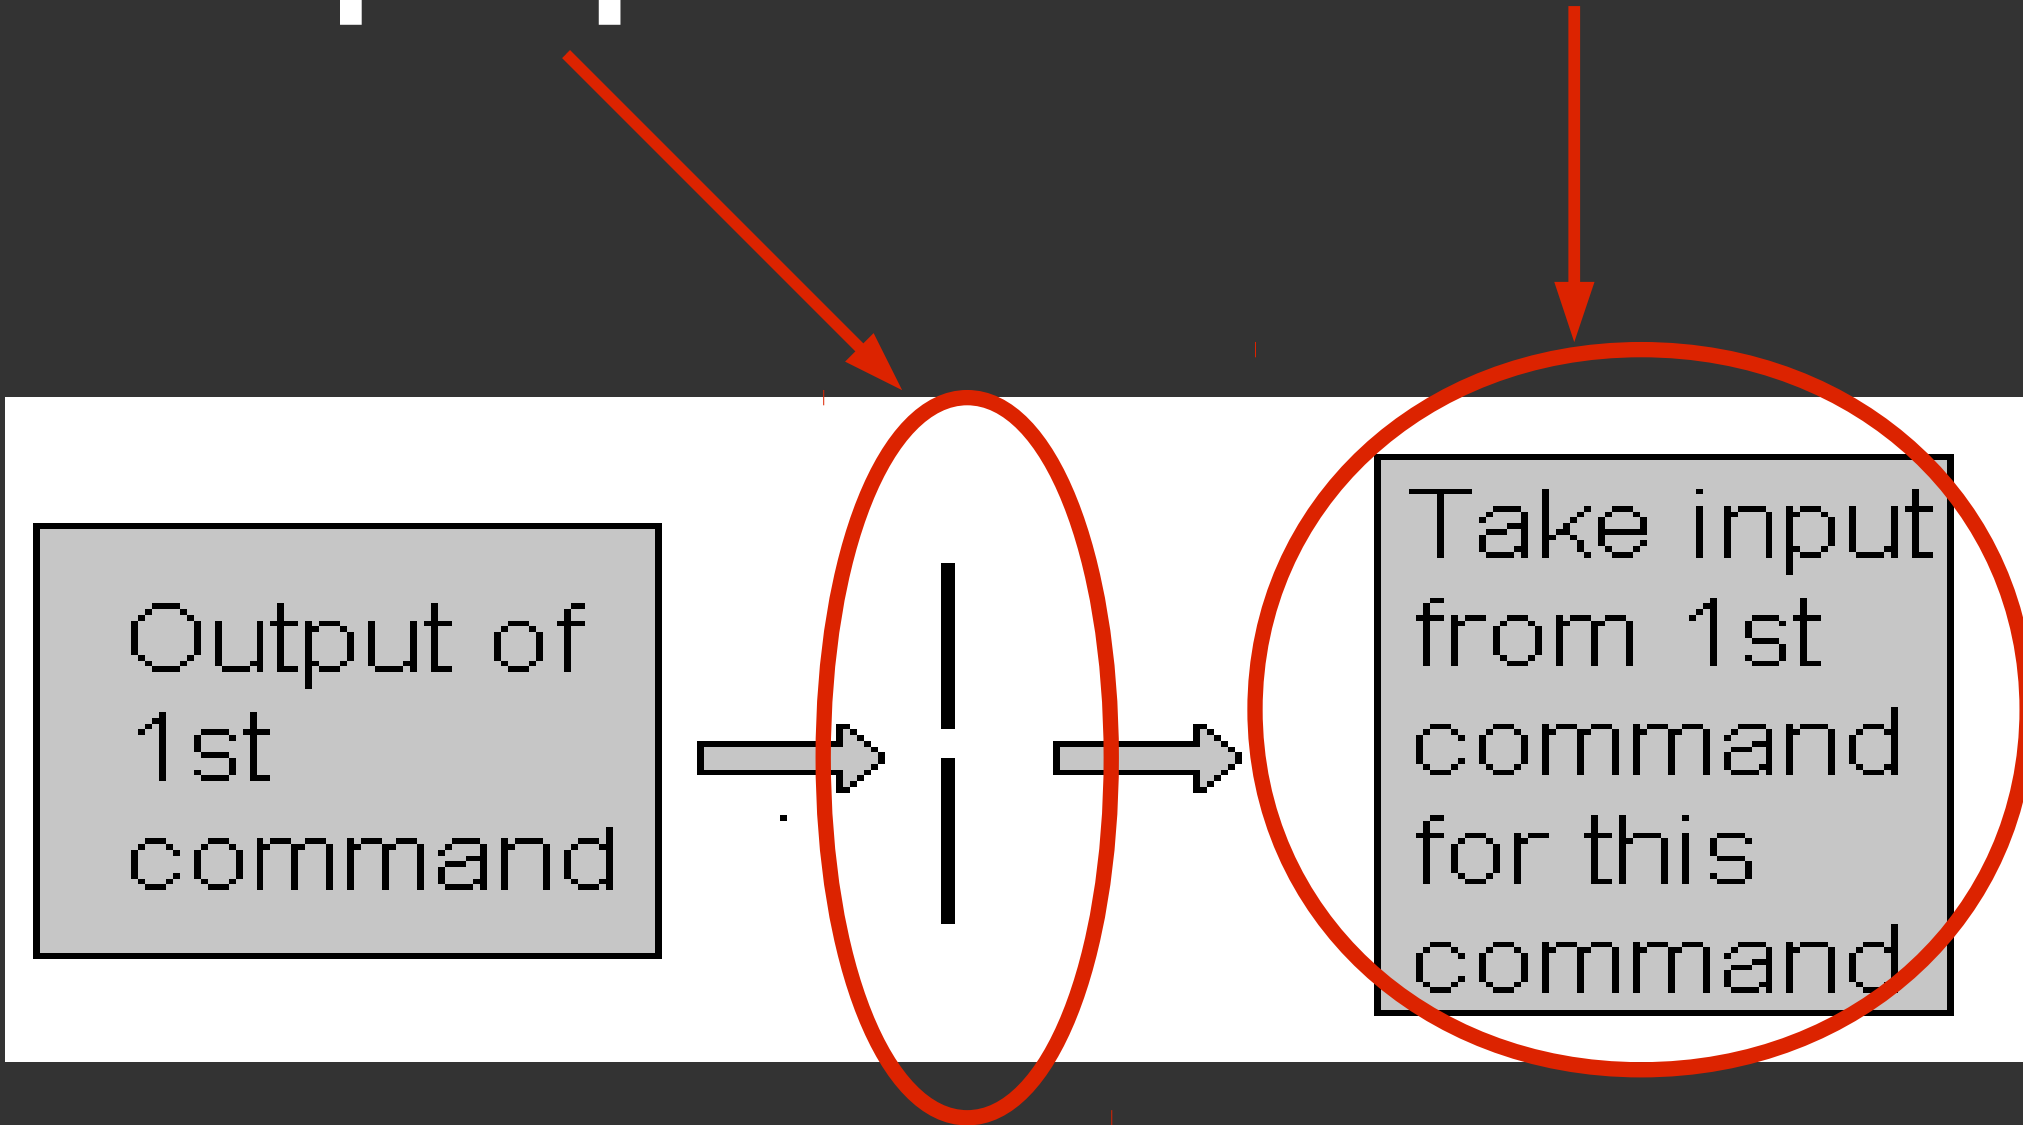 Output of
1st
command
|
Take input
from 1st
command
for this
command